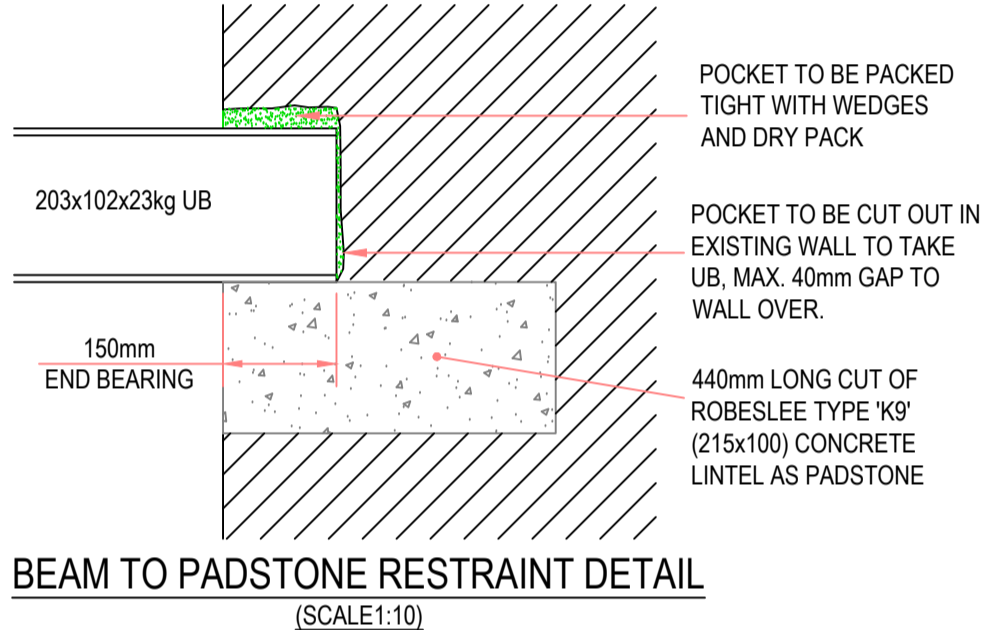 POCKET TO BE PACKED
TIGHT WITH WEDGES
AND DRY PACK
203x102x23kg UB
POCKET TO BE CUT OUT IN
EXISTING WALL TO TAKE
UB, MAX. 40mm GAP TO
WALL OVER.
150mm
END BEARING
440mm LONG CUT OF
ROBESLEE TYPE 'K9'
(215x100) CONCRETE
LINTEL AS PADSTONE
BEAM TO PADSTONE RESTRAINT DETAIL
(SCALE1:10)